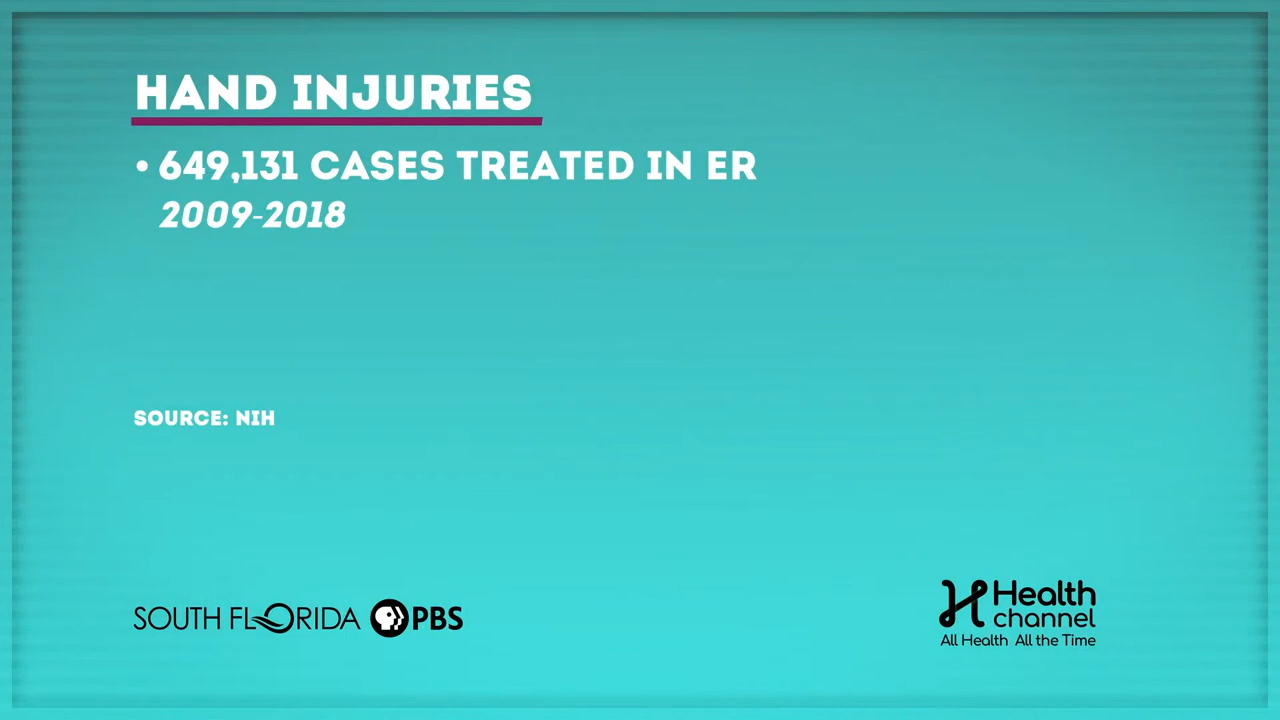 HAND INJURIES
• 649,131 CASES TREATED IN ER
2009-2018
SOURCE: NIH
SOUTH FLORIDA PBS
Health
channel
All Health All the Time